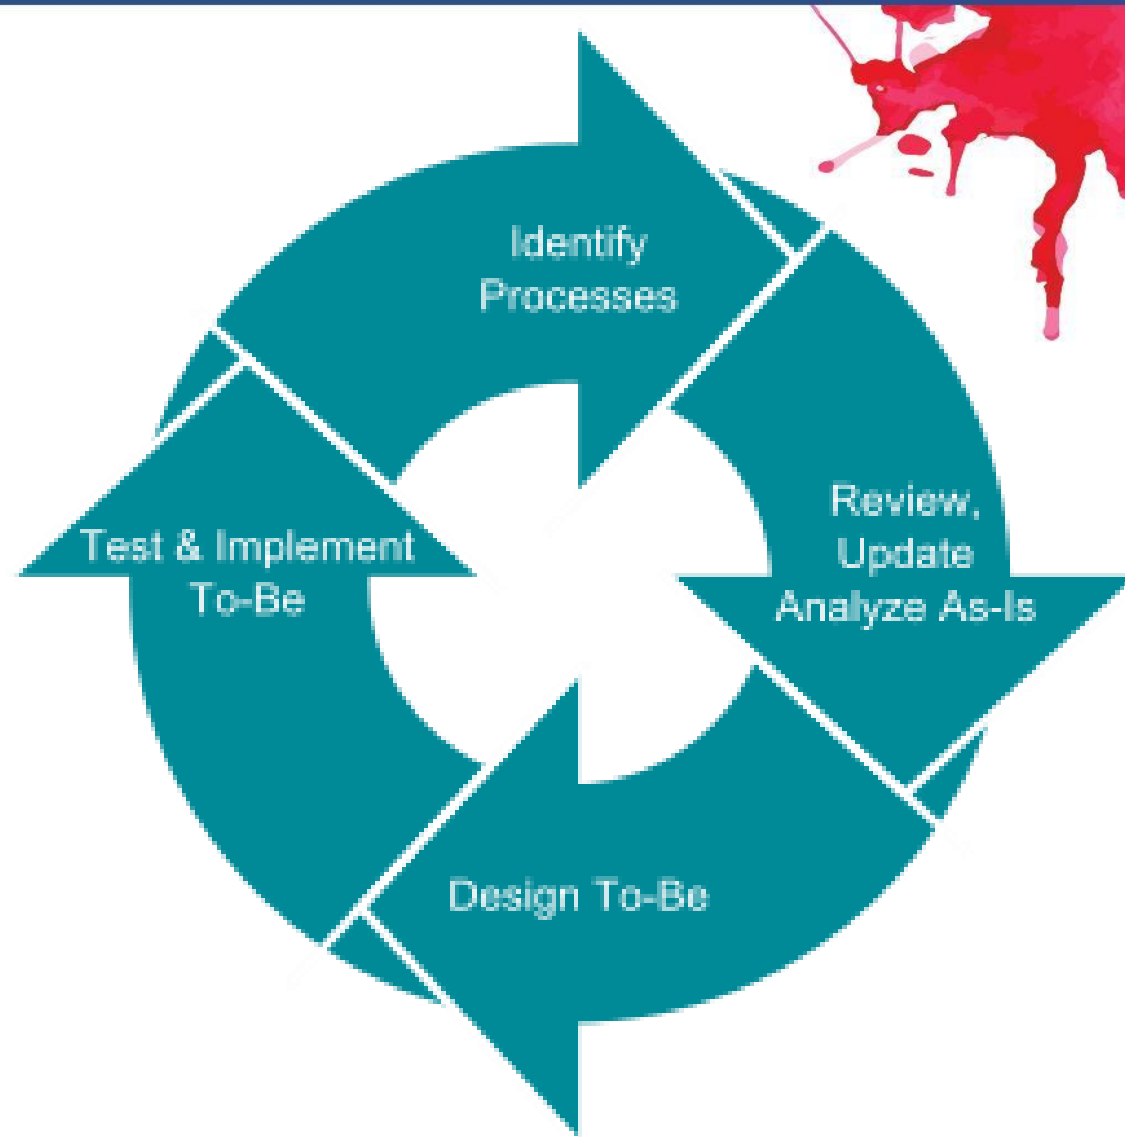 Identify
Processes
Review,
Update
Analyze As-Is
Design To-Be
Test & Implement
To-Be